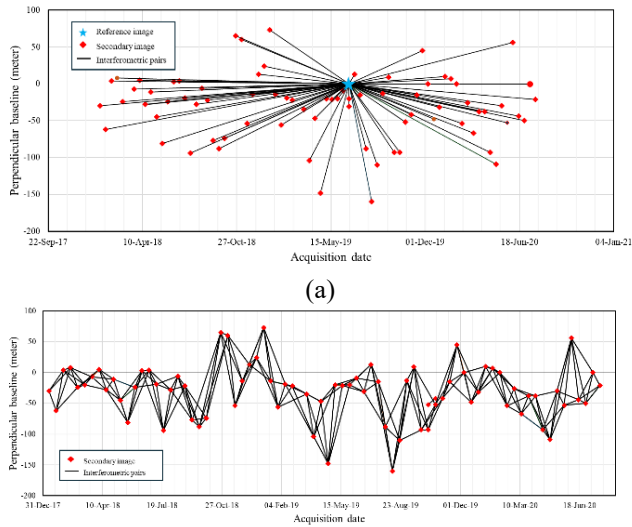 100
50
0
-50
-100
-150
-200
Perpendicular baseline (meter)
Reference image
Secondary image
Interferometric pairs
22-Sep-17 10-Apr-18 27-Oct-18 15-May-19 01-Dec-19 18-Jun-20 04-Jan-21
Acquisition date
(a)
100
50
0
-50
-100
-150
-200
Perpendicular baseline (meter)
Secondary image
Interferometric pairs
31-Dec-17 10-Apr-18 19-Jul-18 27-Oct-18 04-Feb-19 15-May-19 23-Aug-19 01-Dec-19 10-Mar-20 18-Jun-20
Acquisition date